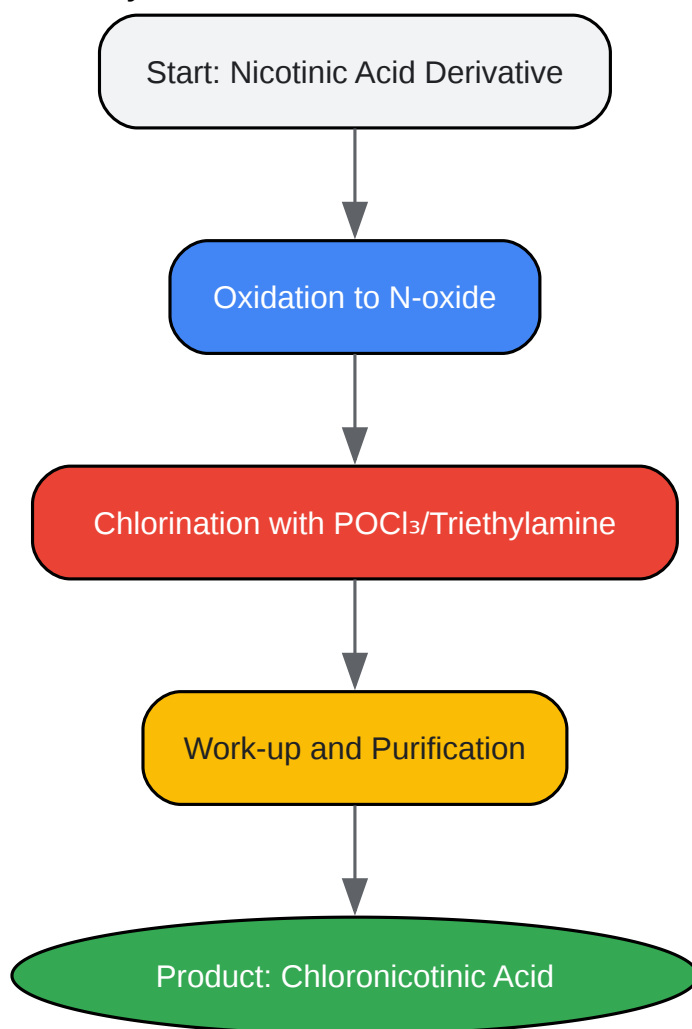 Start: Nicotinic Acid Derivative
Oxidation to N-oxide
Chlorination with POCl₃/Triethylamine
Work-up and Purification
Product: Chloronicotinic Acid